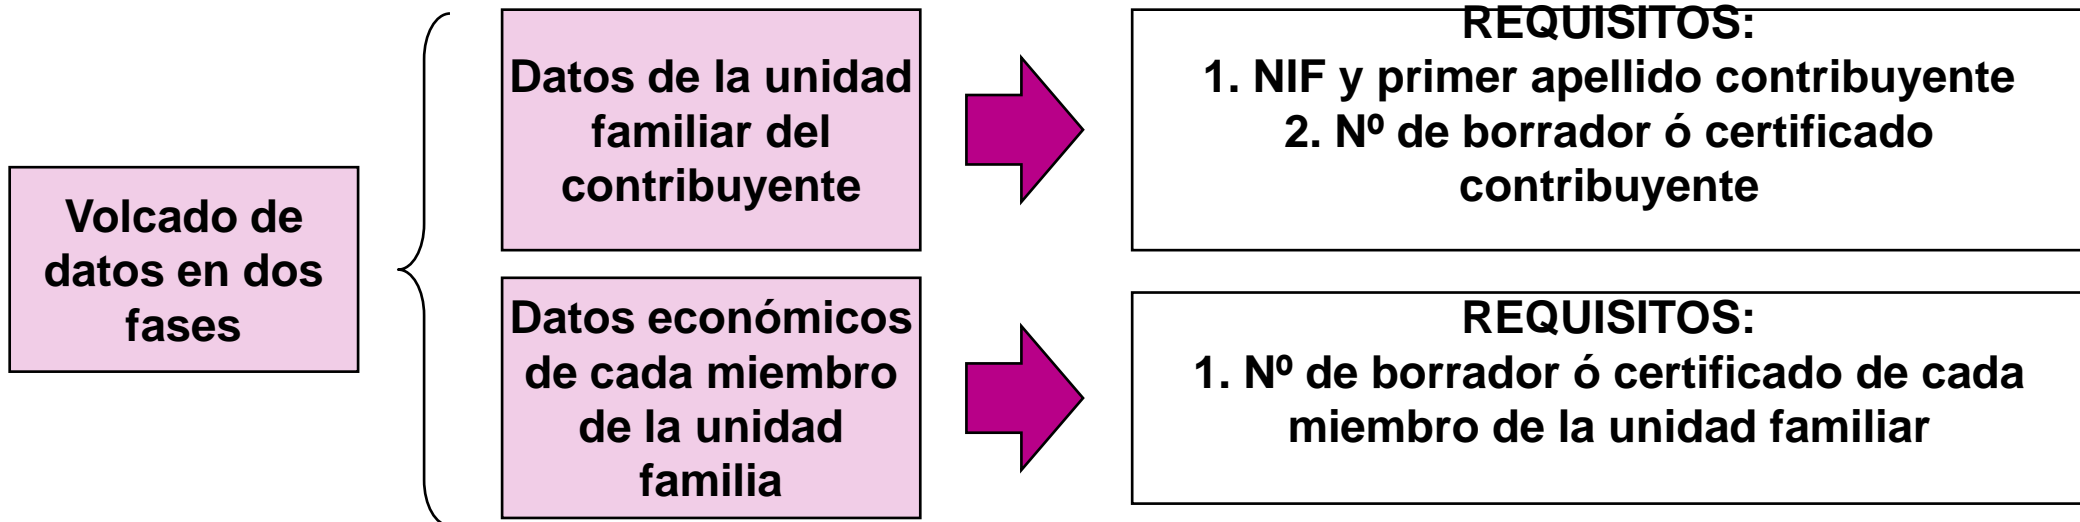 Volcado de
datos en dos
fases
Datos de la unidad
familiar del
contribuyente
REQUISITOS:
1. NIF y primer apellido contribuyente
2. Nº de borrador ó certificado
contribuyente
Datos económicos
de cada miembro
de la unidad
familia
REQUISITOS:
1. Nº de borrador ó certificado de cada
miembro de la unidad familiar